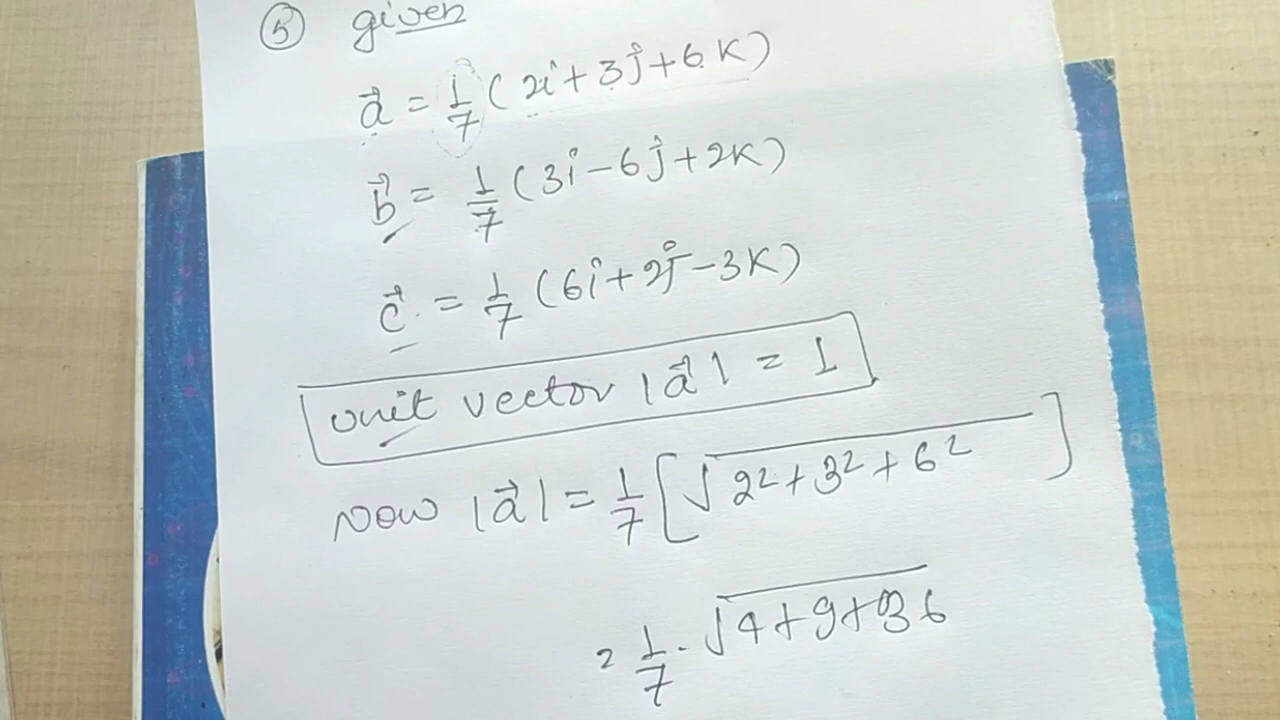 ⑤ given
a⃗ = 1/7 ( 2i + 3j + 6k )
b⃗ = 1/7 ( 3i - 6j + 2k )
c⃗ = 1/7 ( 6i + 2j - 3k )
unit vector |a⃗| = 1
Now |a⃗| = 1/7 [ √(2² + 3² + 6²) ]
= 1/7 . √(4 + 9 + 36)